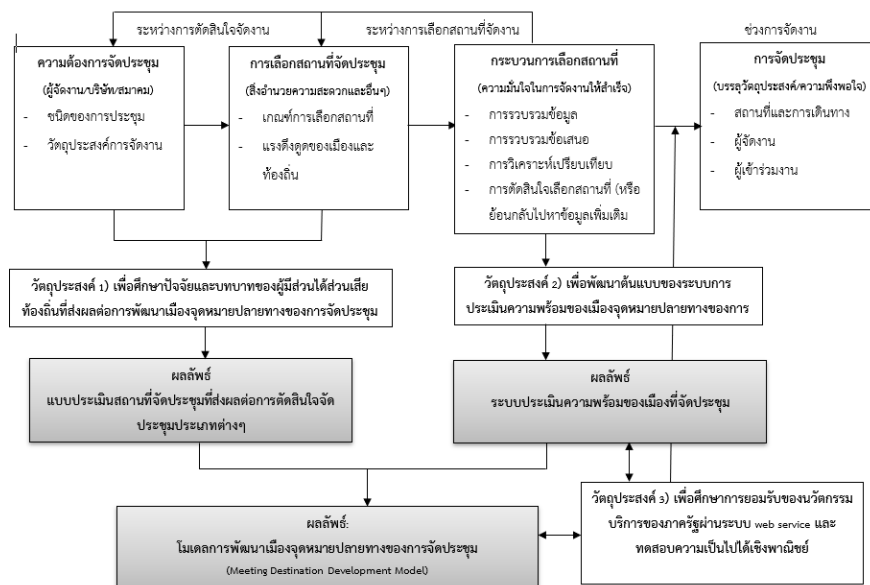 ระหว่างการตัดสินใจจัดงาน
ระหว่างการเลือกสถานที่จัดงาน
ช่วงการจัดงาน
ความต้องการจัดประชุม
(ผู้จัดงาน/บริษัท/สมาคม)
- ชนิดของการประชุม
- วัตถุประสงค์การจัดงาน
การเลือกสถานที่จัดประชุม
(สิ่งอำนวยความสะดวกและอื่นๆ)
- เกณฑ์การเลือกสถานที่
- แรงดึงดูดของเมืองและ
ท้องถิ่น
กระบวนการเลือกสถานที่
(ความมั่นใจในการจัดงานให้สำเร็จ)
- การรวบรวมข้อมูล
- การรวบรวมข้อเสนอ
- การวิเคราะห์เปรียบเทียบ
- การตัดสินใจเลือกสถานที่ (หรือ
ย้อนกลับไปหาข้อมูลเพิ่มเติม
การจัดประชุม
(บรรลุวัตถุประสงค์/ความพึงพอใจ)
- สถานที่และการเดินทาง
- ผู้จัดงาน
- ผู้เข้าร่วมงาน
วัตถุประสงค์ 1) เพื่อศึกษาปัจจัยและบทบาทของผู้มีส่วนได้ส่วนเสีย
ท้องถิ่นที่ส่งผลต่อการพัฒนาเมืองจุดหมายปลายทางของการจัดประชุม
วัตถุประสงค์ 2) เพื่อพัฒนาต้นแบบของระบบการ
ประเมินความพร้อมของเมืองจุดหมายปลายทางของการ
ผลลัพธ์
แบบประเมินสถานที่จัดประชุมที่ส่งผลต่อการตัดสินใจจัด
ประชุมประเภทต่างๆ
ผลลัพธ์
ระบบประเมินความพร้อมของเมืองที่จัดประชุม
วัตถุประสงค์ 3) เพื่อศึกษาการยอมรับของนวัตกรรม
บริการของภาครัฐผ่านระบบ web service และ
ทดสอบความเป็นไปได้เชิงพาณิชย์
ผลลัพธ์:
โมเดลการพัฒนาเมืองจุดหมายปลายทางของการจัดประชุม
(Meeting Destination Development Model)